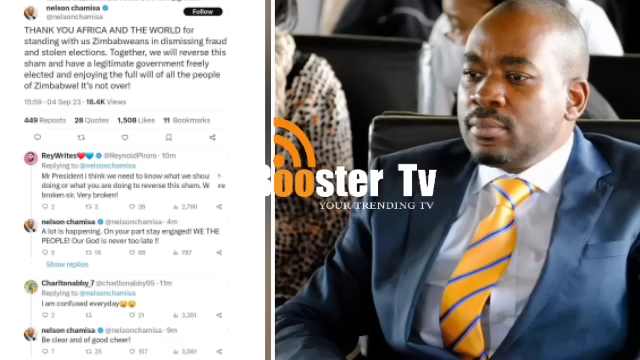 nelson chamisa
@nelsonchamisa
Follow
THANK YOU AFRICA AND THE WORLD for
standing with us Zimbabweans in dismissing fraud
and stolen elections. Together, we will reverse this
sham and have a legitimate government freely
elected and enjoying the full will of all the people
of Zimbabwe! It's not over!
15:59 · 04 Sep 23 · 16.4K Views
449 Reposts 28 Quotes 1,508 Likes 11 Bookmarks
ReyWrites @ReynoldPiroro · 10m
Replying to @nelsonchamisa
Mr President I think we need to know what we shou
doing or what you are doing to reverse this sham. W re
broken sir. Very broken!
2 2 26 2,790
nelson chamisa @nelsonchamisa · 4m
A lot is happening. On your part stay engaged! WE THE
PEOPLE! Our God is never too late !!
5 19 66 787
Show replies
Charltonabby_7 @charltonabby95 · 11m
Replying to @nelsonchamisa
I am confused everyday
2 2 21 3,351
nelson chamisa @nelsonchamisa · 9m
Be clear and of good cheer!
7 25 157 3,561
Booster Tv
YOUR TRENDING TV